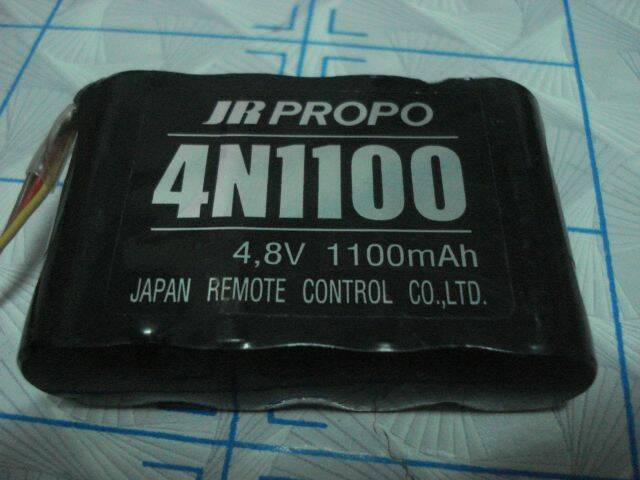 JR PROPO
4N1100
4,8V 1100mAh
JAPAN REMOTE CONTROL CO.,LTD.